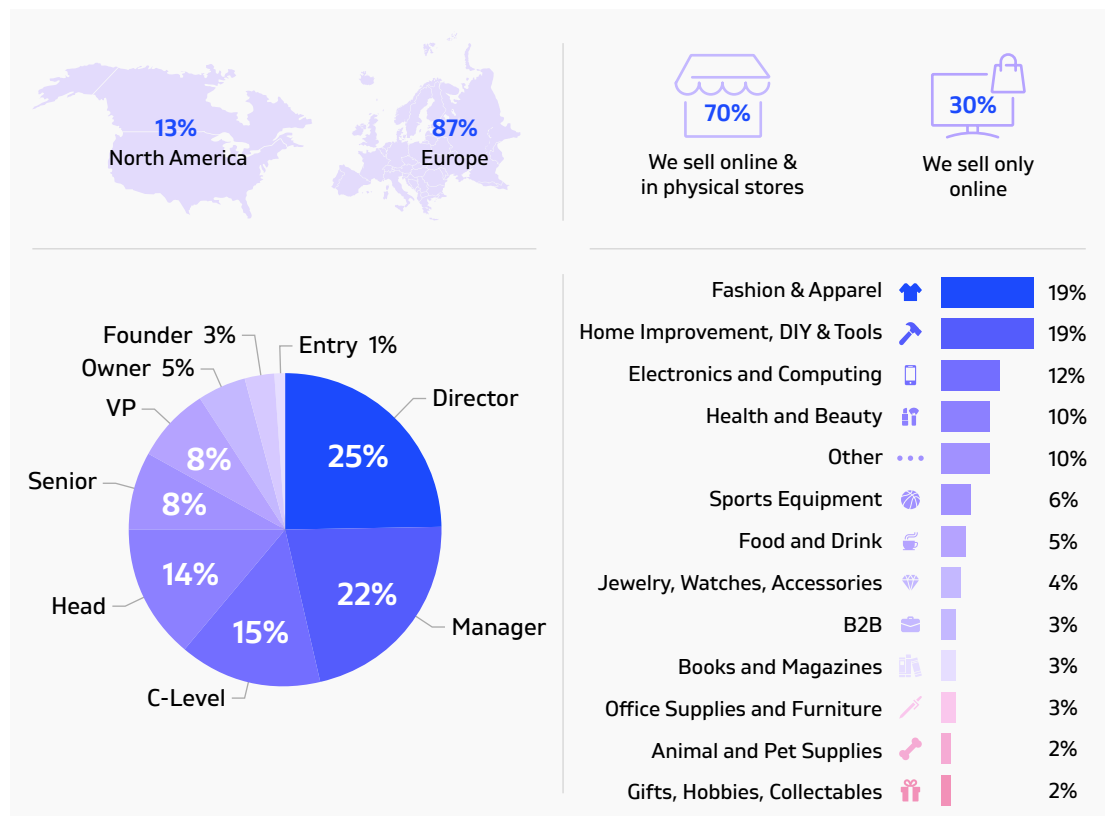 13%
North America
87%
Europe
70%
We sell online &
in physical stores
30%
We sell only
online
Founder 3%
Entry 1%
Owner 5%
VP
Director
8%
25%
Senior
8%
14%
22%
Head
15%
Manager
C-Level
Fashion & Apparel 19%
Home Improvement, DIY & Tools 19%
Electronics and Computing 12%
Health and Beauty 10%
Other 10%
Sports Equipment 6%
Food and Drink 5%
Jewelry, Watches, Accessories 4%
B2B 3%
Books and Magazines 3%
Office Supplies and Furniture 3%
Animal and Pet Supplies 2%
Gifts, Hobbies, Collectables 2%